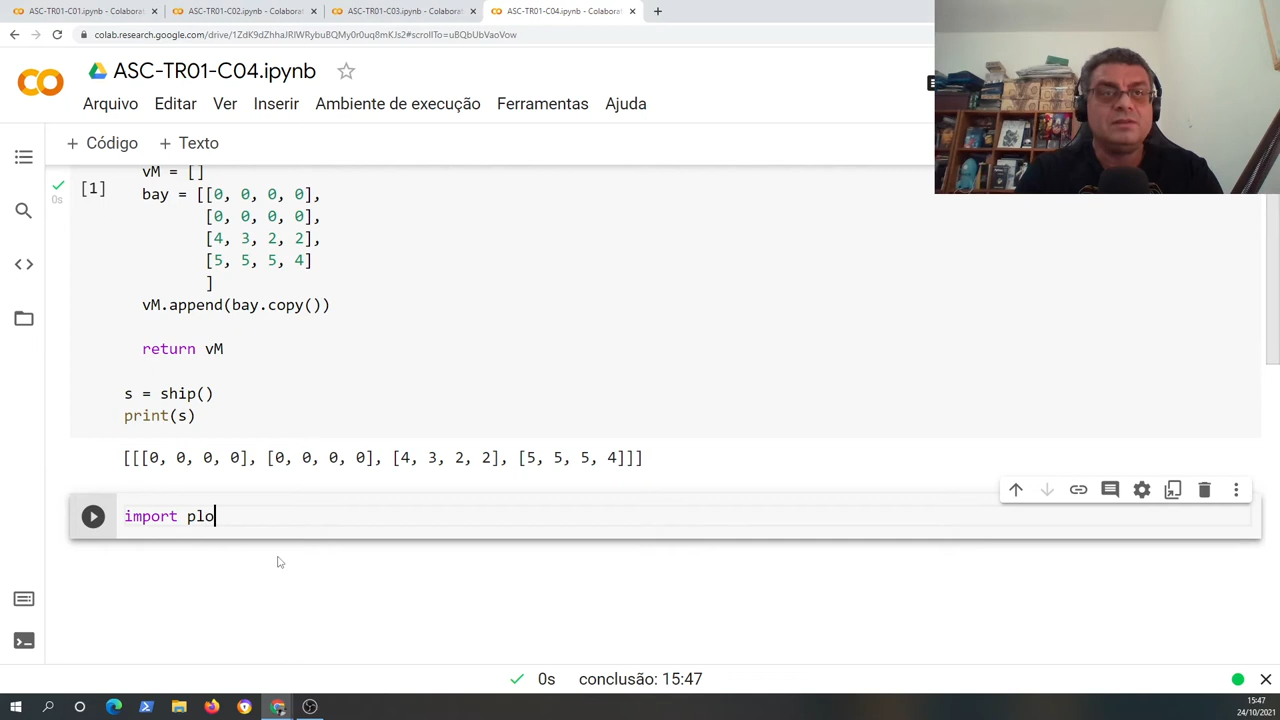 ASC-TR01-C01.ipynb - Colaborat
ASC-TR01-C02.ipynb - Colaborat
ASC-TR01-C03.ipynb - Colaborat
ASC-TR01-C04.ipynb - Colaborat
colab.research.google.com/drive/1ZdK9dZhhaJRIWRybuBQMy0r0uq8mKJs2#scrollTo=uBQbUbVaoVow
ASC-TR01-C04.ipynb
Arquivo Editar Ver Inserir Ambiente de execução Ferramentas Ajuda
+ Código + Texto
vM = []
[1] bay = [[0, 0, 0, 0],
0s
[0, 0, 0, 0],
[4, 3, 2, 2],
[5, 5, 5, 4]
]
vM.append(bay.copy())
return vM
s = ship()
print(s)
[[[0, 0, 0, 0], [0, 0, 0, 0], [4, 3, 2, 2], [5, 5, 5, 4]]]
import plo
0s conclusão: 15:47
15:47
24/10/2021